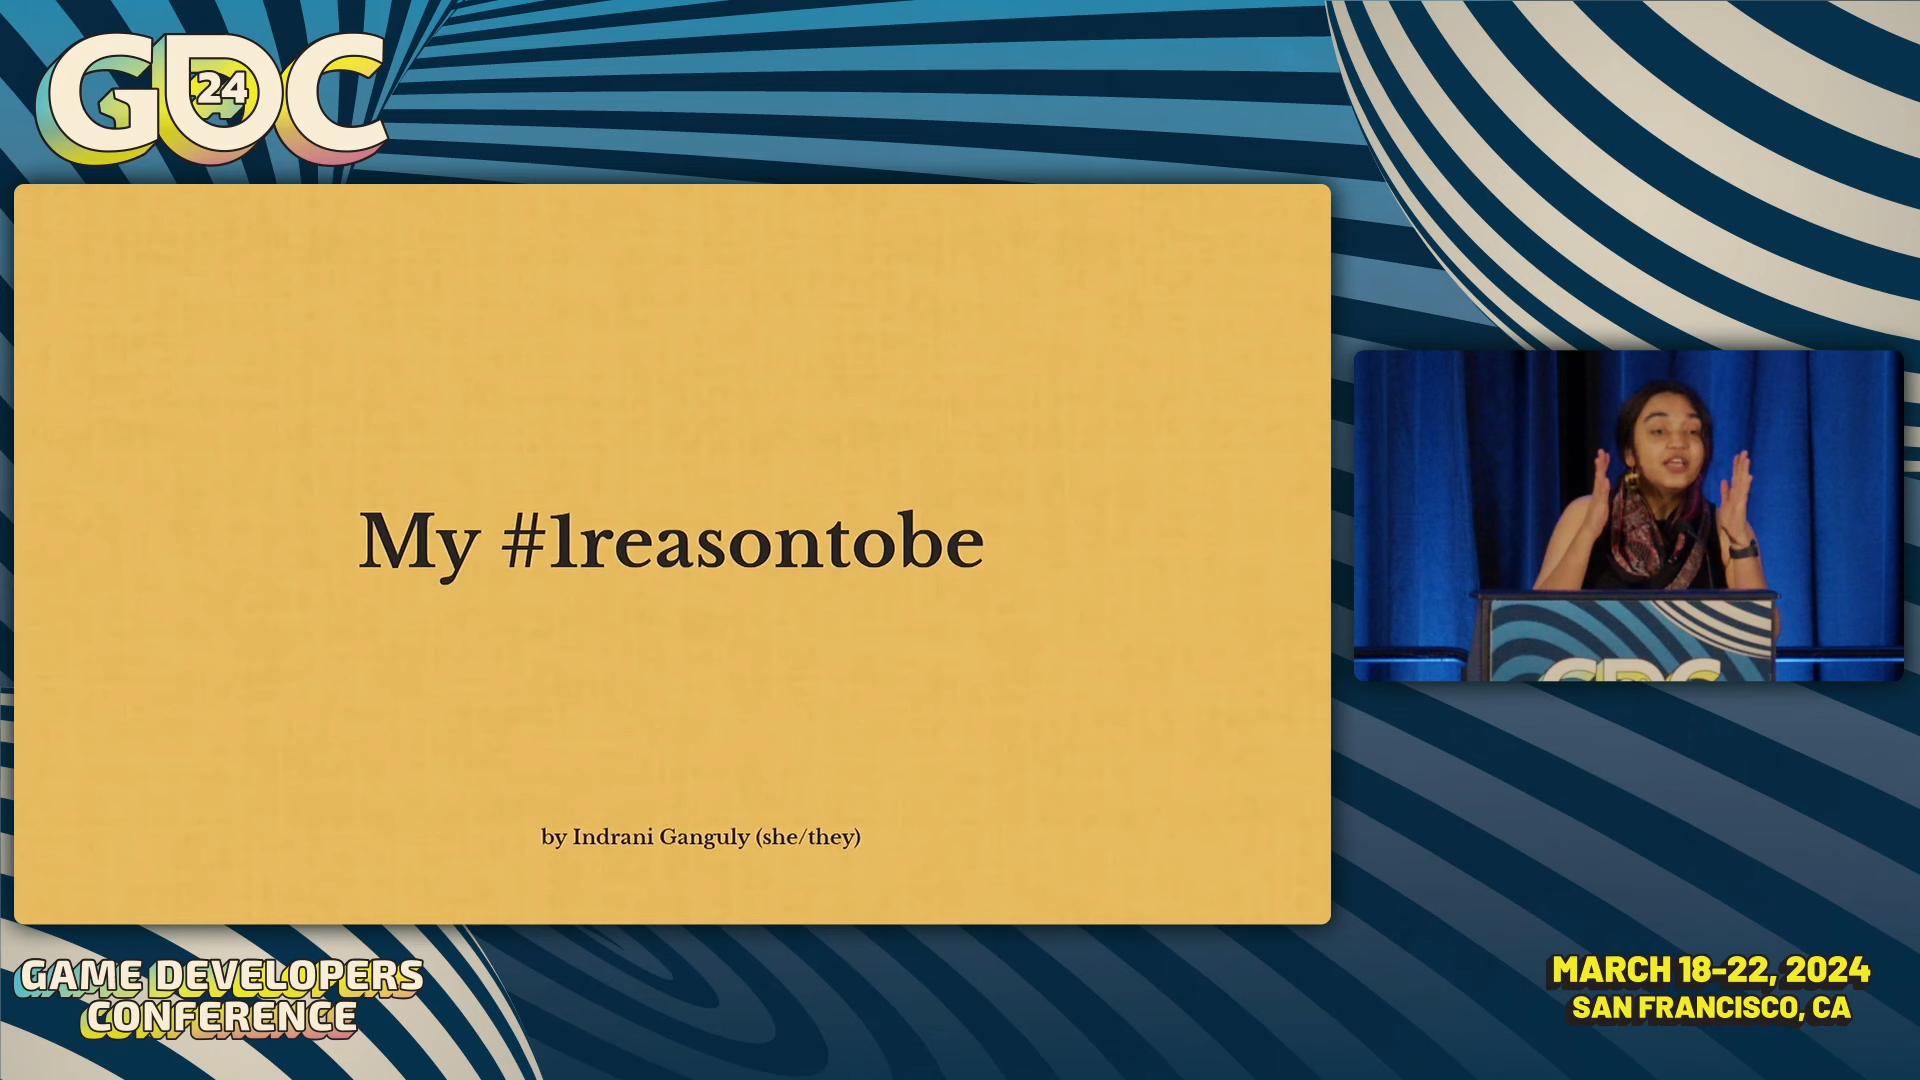 GDC
24
My #1reasontobe
by Indrani Ganguly (she/they)
GDC
GAME DEVELOPERS
CONFERENCE
MARCH 18-22, 2024
SAN FRANCISCO, CA